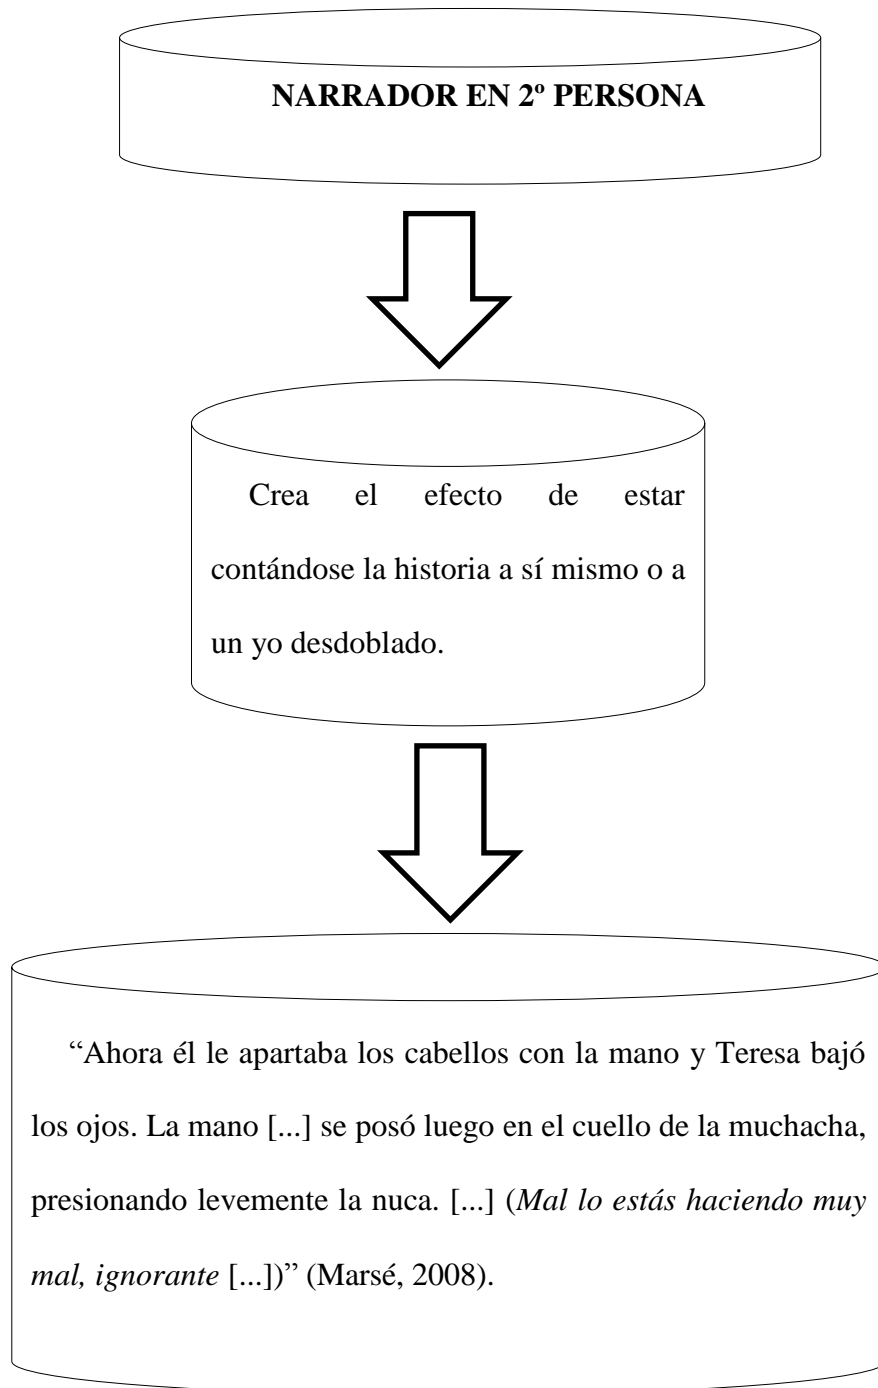 NARRADOR EN 2º PERSONA
Crea el efecto de estar
contándose la historia a sí mismo o a
un yo desdoblado.
“Ahora él le apartaba los cabellos con la mano y Teresa bajó
los ojos. La mano [...] se posó luego en el cuello de la muchacha,
presionando levemente la nuca. [...] (Mal lo estás haciendo muy
mal, ignorante [...])” (Marsé, 2008).